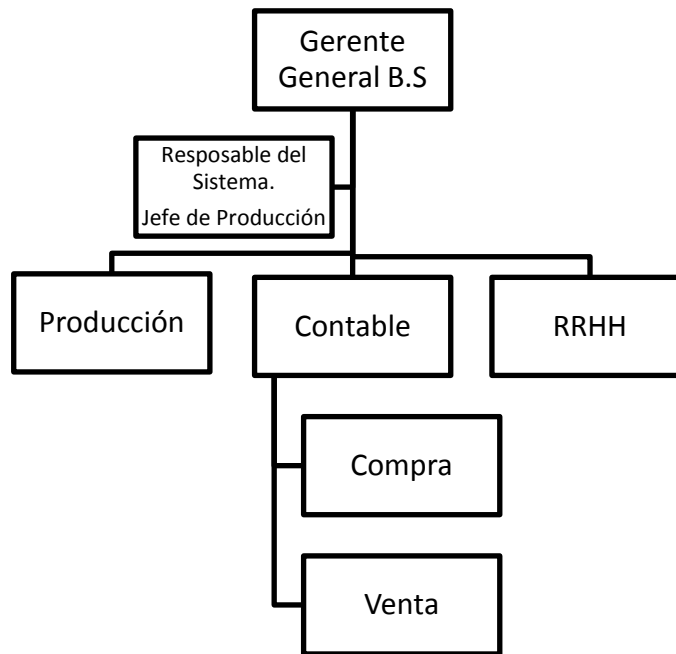 Gerente
General B.S
Resposable del
Sistema.
Jefe de Producción
Producción
Contable
RRHH
Compra
Venta